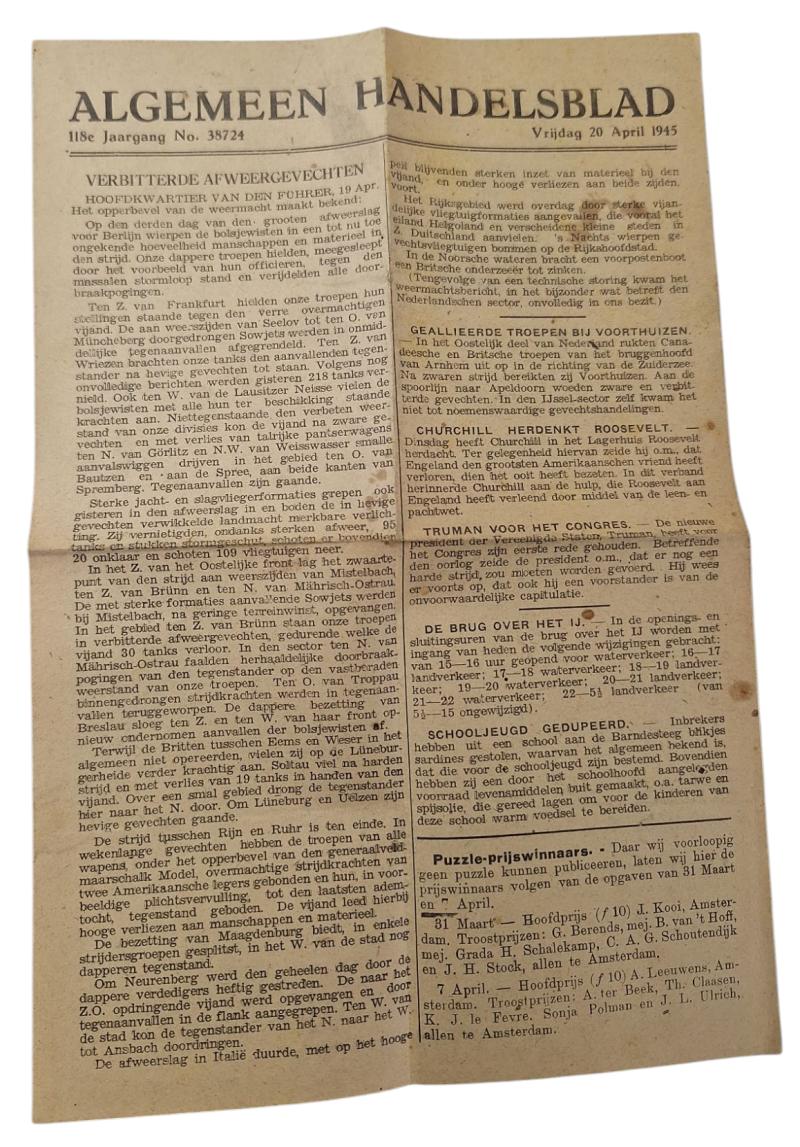 ALGEMEEN HANDELSBLAD
118e Jaargang No. 38724
Vrijdag 20 April 1945
VERBITTERDE AFWEERGEVECHTEN
HOOFDKWARTIER VAN DEN FÜHRER, 19 Apr.
Het opperbevel van de weermacht maakt bekend:
Op den derden dag van den grooten afweerslag
voor Berlijn wierpen de bolsjewisten in een tot nu toe
ongekende hoeveelheid manschappen en materieel in
den strijd. Onze dappere troepen hielden, meegesleept
door het voorbeeld van hun officieren, tegen den
massalen stormloop stand en verijdelden alle door-
braakpogingen.
Ten Z. van Frankfurt hielden onze troepen hun
stellingen staande tegen den verre overmachtigen
vijand. De aan weerszijden van Seelov tot ten O. van
Müncheberg doorgedrongen Sowjets werden in onmid-
dellijke tegenaanvallen afgegrendeld. Ten Z. van
Wriezen brachten onze tanks den aanvallenden tegen-
stander na hevige gevechten tot staan. Volgens nog
onvolledige berichten werden gisteren 218 tanks ver-
nield. Ook ten W. van de Lausitzer Neisse vielen de
bolsjewisten met alle hun ter beschikking staande
krachten aan. Niettegenstaande den verbeten weer-
stand van onze divisies kon de vijand na zware ge-
vechten en met verlies van talrijke pantserwagens
ten N. van Görlitz en N.W. van Weisswasser smalle
aanvalswiggen drijven in het gebied ten O. van
Bautzen en aan de Spree, aan beide kanten van
Spremberg. Tegenaanvallen zijn gaande.
Sterke jacht- en slagvliegerformaties grepen ook
gisteren in den afweerslag in en boden de in hevige
gevechten verwikkelde landmacht merkbare verlich-
ting. Zij vernietigden, ondanks sterken afweer, 95
tanks en stukken stormgeschut, schoten er bovendien
20 onklaar en schoten 109 vliegtuigen neer.
In het Z. van het Oostelijke front lag het zwaarte-
punt van den strijd aan weerszijden van Mistelbach,
ten Z. van Brünn en ten N. van Mährisch-Ostrau.
De met sterke formaties aanvallende Sowjets werden
bij Mistelbach, na geringe terreinwinst, opgevangen.
In het gebied ten Z. van Brünn staan onze troepen
in verbitterde afweergevechten, gedurende welke de
vijand 30 tanks verloor. In den sector ten N. van
Mährisch-Ostrau faalden herhaaldelijke doorbraak-
pogingen van den tegenstander op den vastberaden
weerstand van onze troepen. Ten O. van Troppau
binnengedrongen strijdkrachten werden in tegenaan-
vallen teruggeworpen. De dappere bezetting van
Breslau sloeg ten Z. en ten W. van haar front op-
nieuw ondernomen aanvallen der bolsjewisten af.
Terwijl de Britten tusschen Eems en Weser in het
algemeen niet opereerden, vielen zij op de Lünebur-
gerheide verder krachtig aan. Soltau viel na harden
strijd en met verlies van 19 tanks in handen van den
vijand. Over een smal gebied drong de tegenstander
hier naar het N. door. Om Lüneburg en Uelzen zijn
hevige gevechten gaande.
De strijd tusschen Rijn en Ruhr is ten einde. In
wekenlange gevechten hebben de troepen van alle
wapens, onder het opperbevel van den generaalveld-
maarschalk Model, overmachtige strijdkrachten van
twee Amerikaansche legers gebonden en hun, in voor-
beeldige plichtsvervulling, tot den laatsten adem-
tocht, tegenstand geboden. De vijand leed hierbij
hooge verliezen aan manschappen en materieel.
De bezetting van Maagdenburg biedt, in enkele
strijdersgroepen gesplitst, in het W. van de stad nog
dapperen tegenstand.
Om Neurenberg werd den geheelen dag door de
dappere verdedigers heftig gestreden. De naar het
Z.O. opdringende vijand werd opgevangen en door
tegenaanvallen in de flank aangegrepen. Ten W. van
de stad kon de tegenstander van het N. naar het W.
tot Ansbach doordringen.
De afweerslag in Italië duurde, met op het hooge
peil blijvenden sterken inzet van materieel bij den
vijand, en onder hooge verliezen aan beide zijden,
voort.
Het Rijksgebied werd overdag door sterke vijan-
delijke vliegtuigformaties aangevallen, die vooral het
eiland Helgoland en verscheidene kleine steden in
Z. Duitschland aanvielen. 's Nachts wierpen ge-
vechtsvliegtuigen bommen op de Rijkshoofdstad.
In de Noorsche wateren bracht een voorpostenboot
een Britsche onderzeeër tot zinken.
(Tengevolge van een technische storing kwam het
weermachtsbericht, in het bijzonder wat betreft den
Nederlandschen sector, onvolledig in ons bezit.)
GEALLIEERDE TROEPEN BIJ VOORTHUIZEN.
— In het Oostelijk deel van Nederland rukten Cana-
deesche en Britsche troepen van het bruggenhoofd
van Arnhem uit op in de richting van de Zuiderzee.
Na zwaren strijd bereikten zij Voorthuizen. Aan de
spoorlijn naar Apeldoorn woeden zware en verbit-
terde gevechten. In den IJssel-sector zelf kwam het
niet tot noemenswaardige gevechtshandelingen.
CHURCHILL HERDENKT ROOSEVELT. —
Dinsdag heeft Churchill in het Lagerhuis Roosevelt
herdacht. Ter gelegenheid hiervan zeide hij o.m., dat
Engeland den grootsten Amerikaanschen vriend heeft
verloren, dien het ooit heeft bezeten. In dit verband
herinnerde Churchill aan de hulp, die Roosevelt aan
Engeland heeft verleend door middel van de leen- en
pachtwet.
TRUMAN VOOR HET CONGRES. — De nieuwe
president der Vereenigde Staten, Truman, heeft voor
het Congres zijn eerste rede gehouden. Betreffende
den oorlog zeide de president o.m., dat er nog een
harde strijd zou moeten worden gevoerd. Hij wees
er voorts op, dat ook hij een voorstander is van de
onvoorwaardelijke capitulatie.
DE BRUG OVER HET IJ. — In de openings- en
sluitingsuren van de brug over het IJ worden met
ingang van heden de volgende wijzigingen gebracht:
van 15—16 uur geopend voor waterverkeer; 16—17
landverkeer; 17—18 waterverkeer; 18—19 landver-
keer; 19—20 waterverkeer; 20—21 landverkeer;
21—22 waterverkeer; 22—5½ landverkeer (van
5½—15 ongewijzigd).
SCHOOLJEUGD GEDUPEERD. — Inbrekers
hebben uit een school aan de Barndesteeg blikjes
sardines gestolen, waarvan het algemeen bekend is,
dat die voor de schooljeugd zijn bestemd. Bovendien
hebben zij een door het schoolhoofd aangelegden
voorraad levensmiddelen buit gemaakt, o.a. tarwe en
spijsolie, die gereed lagen om voor de kinderen van
deze school warm voedsel te bereiden.
Puzzle-prijswinnaars. - Daar wij voorloopig
geen puzzle kunnen publiceeren, laten wij hier de
prijswinnaars volgen van de opgaven van 31 Maart
en 7 April.
31 Maart — Hoofdprijs (ƒ 10) J. Kooi, Amster-
dam. Troostprijzen: G. Berends, mej. B. van 't Hoff,
mej. Grada H. Schalekamp, C. A. G. Schoutendijk
en J. H. Stock, allen te Amsterdam.
7 April. — Hoofdprijs (ƒ 10) A. Leeuwens, Am-
sterdam. Troostprijzen: A. ter Beek, Th. Claasen,
K. J. le Fevre, Sonja Polman en J. L. Ulrich,
allen te Amsterdam.